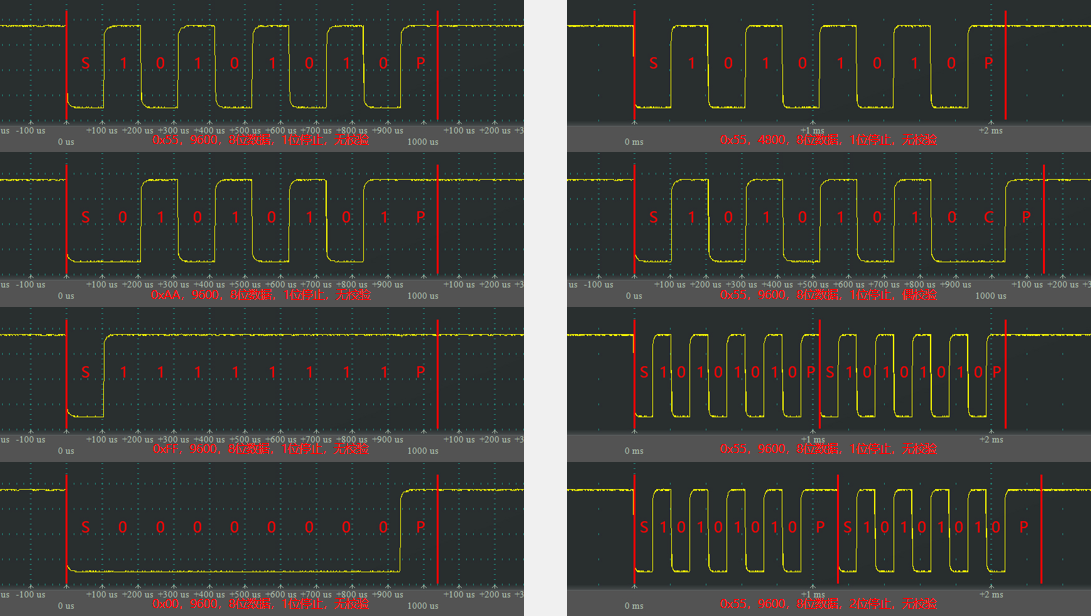 S 1 0 1 0 1 0 1 0 P
us -100 us +100 us +200 us +300 us +400 us +500 us +600 us +700 us +800 us +900 us +100 us +200 us +3
0 us 1000 us
0x55, 9600, 8位数据, 1位停止, 无校验
S 0 1 0 1 0 1 0 1 P
us -100 us +100 us +200 us +300 us +400 us +500 us +600 us +700 us +800 us +900 us +100 us +200 us +3
0 us 1000 us
0xAA, 9600, 8位数据, 1位停止, 无校验
S 1 1 1 1 1 1 1 1 P
us -100 us +100 us +200 us +300 us +400 us +500 us +600 us +700 us +800 us +900 us +100 us +200 us +3
0 us 1000 us
0xFF, 9600, 8位数据, 1位停止, 无校验
S 0 0 0 0 0 0 0 0 P
us -100 us +100 us +200 us +300 us +400 us +500 us +600 us +700 us +800 us +900 us +100 us +200 us +3
0 us 1000 us
0x00, 9600, 8位数据, 1位停止, 无校验
S 1 0 1 0 1 0 1 0 P
+1 ms +2 ms
0 ms
0x55, 4800, 8位数据, 1位停止, 无校验
S 1 0 1 0 1 0 1 0 C P
-100 us +100 us +200 us +300 us +400 us +500 us +600 us +700 us +800 us +900 us +100 us
0 us 1000 us
0x55, 9600, 8位数据, 1位停止, 偶校验
S 1 0 1 0 1 0 1 0 P S 1 0 1 0 1 0 1 0 P
+1 ms +2 ms
0 ms
0x55, 9600, 8位数据, 1位停止, 无校验
S 1 0 1 0 1 0 1 0 P S 1 0 1 0 1 0 1 0 P
+1 ms +2 ms
0 ms
0x55, 9600, 8位数据, 2位停止, 无校验